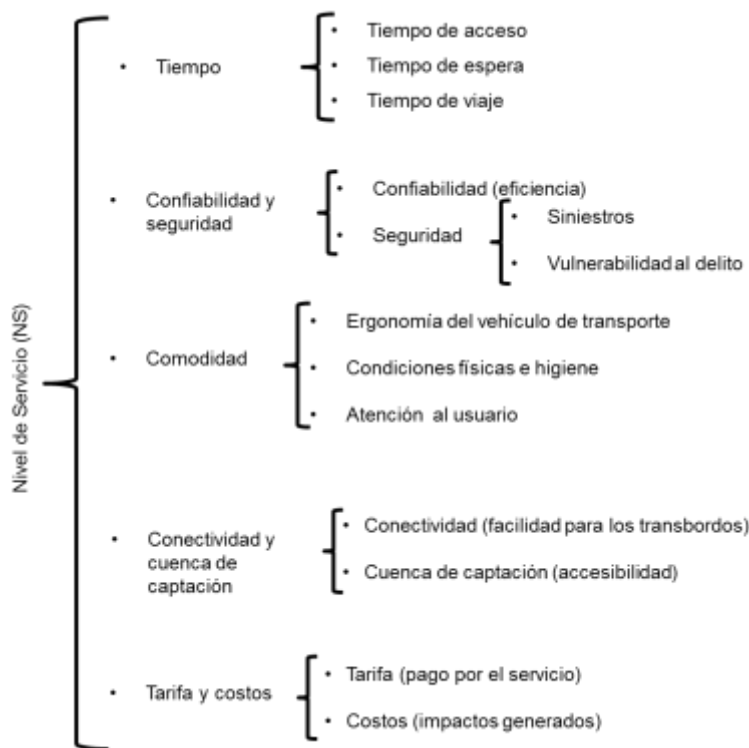 Nivel de Servicio (NS)
• Tiempo
• Tiempo de acceso
• Tiempo de espera
• Tiempo de viaje
• Confiabilidad y
seguridad
• Confiabilidad (eficiencia)
• Seguridad
• Siniestros
• Vulnerabilidad al delito
• Comodidad
• Ergonomía del vehículo de transporte
• Condiciones físicas e higiene
• Atención al usuario
• Conectividad y
cuenca de
captación
• Conectividad (facilidad para los transbordos)
• Cuenca de captación (accesibilidad)
• Tarifa y costos
• Tarifa (pago por el servicio)
• Costos (impactos generados)